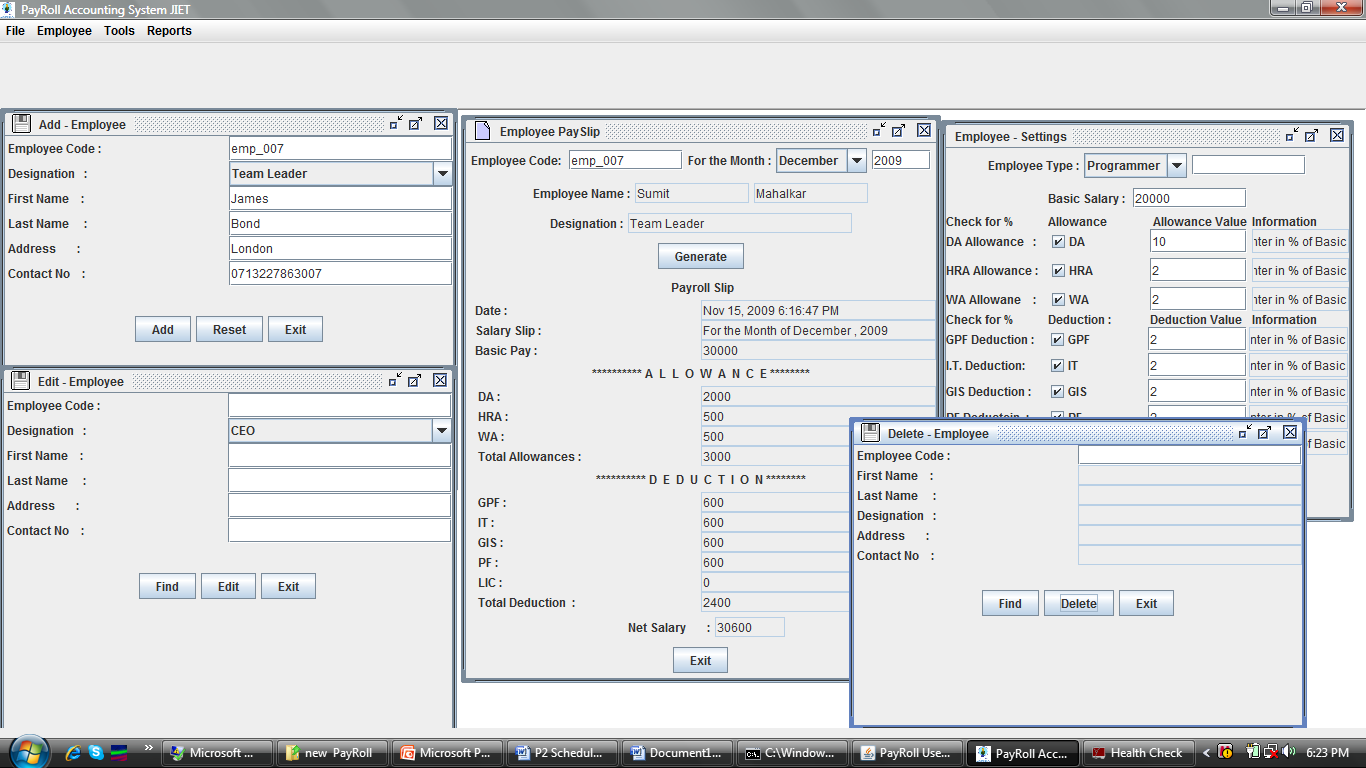 PayRoll Accounting System JIET
File Employee Tools Reports
Add - Employee
Employee Code :
emp_007
Designation :
Team Leader
First Name :
James
Last Name :
Bond
Address :
London
Contact No :
0713227863007
Add Reset Exit
Edit - Employee
Employee Code :
Designation :
CEO
First Name :
Last Name :
Address :
Contact No :
Find Edit Exit
Employee PaySlip
Employee Code: emp_007 For the Month : December 2009
Employee Name : Sumit Mahalkar
Designation : Team Leader
Generate
Payroll Slip
Date : Nov 15, 2009 6:16:47 PM
Salary Slip : For the Month of December , 2009
Basic Pay : 30000
********** A L L O W A N C E ********
DA : 2000
HRA : 500
WA : 500
Total Allowances : 3000
********** D E D U C T I O N ********
GPF : 600
IT : 600
GIS : 600
PF : 600
LIC : 0
Total Deduction : 2400
Net Salary : 30600
Exit
Employee - Settings
Employee Type : Programmer
Basic Salary : 20000
Check for % Allowance Allowance Value Information
DA Allowance : DA 10 nter in % of Basic
HRA Allowance : HRA 2 nter in % of Basic
WA Allowane : WA 2 nter in % of Basic
Check for % Deduction : Deduction Value Information
GPF Deduction : GPF 2 nter in % of Basic
I.T. Deduction: IT 2 nter in % of Basic
GIS Deduction : GIS 2 nter in % of Basic
PF Deductoin : PF 2 nter in % of Basic
f Basic
Delete - Employee
Employee Code :
First Name :
Last Name :
Designation :
Address :
Contact No :
Find Delete Exit
Microsoft ... new PayRoll Microsoft P... P2 Schedul... Document1... C:\Window... PayRoll Use... PayRoll Acc... Health Check 6:23 PM